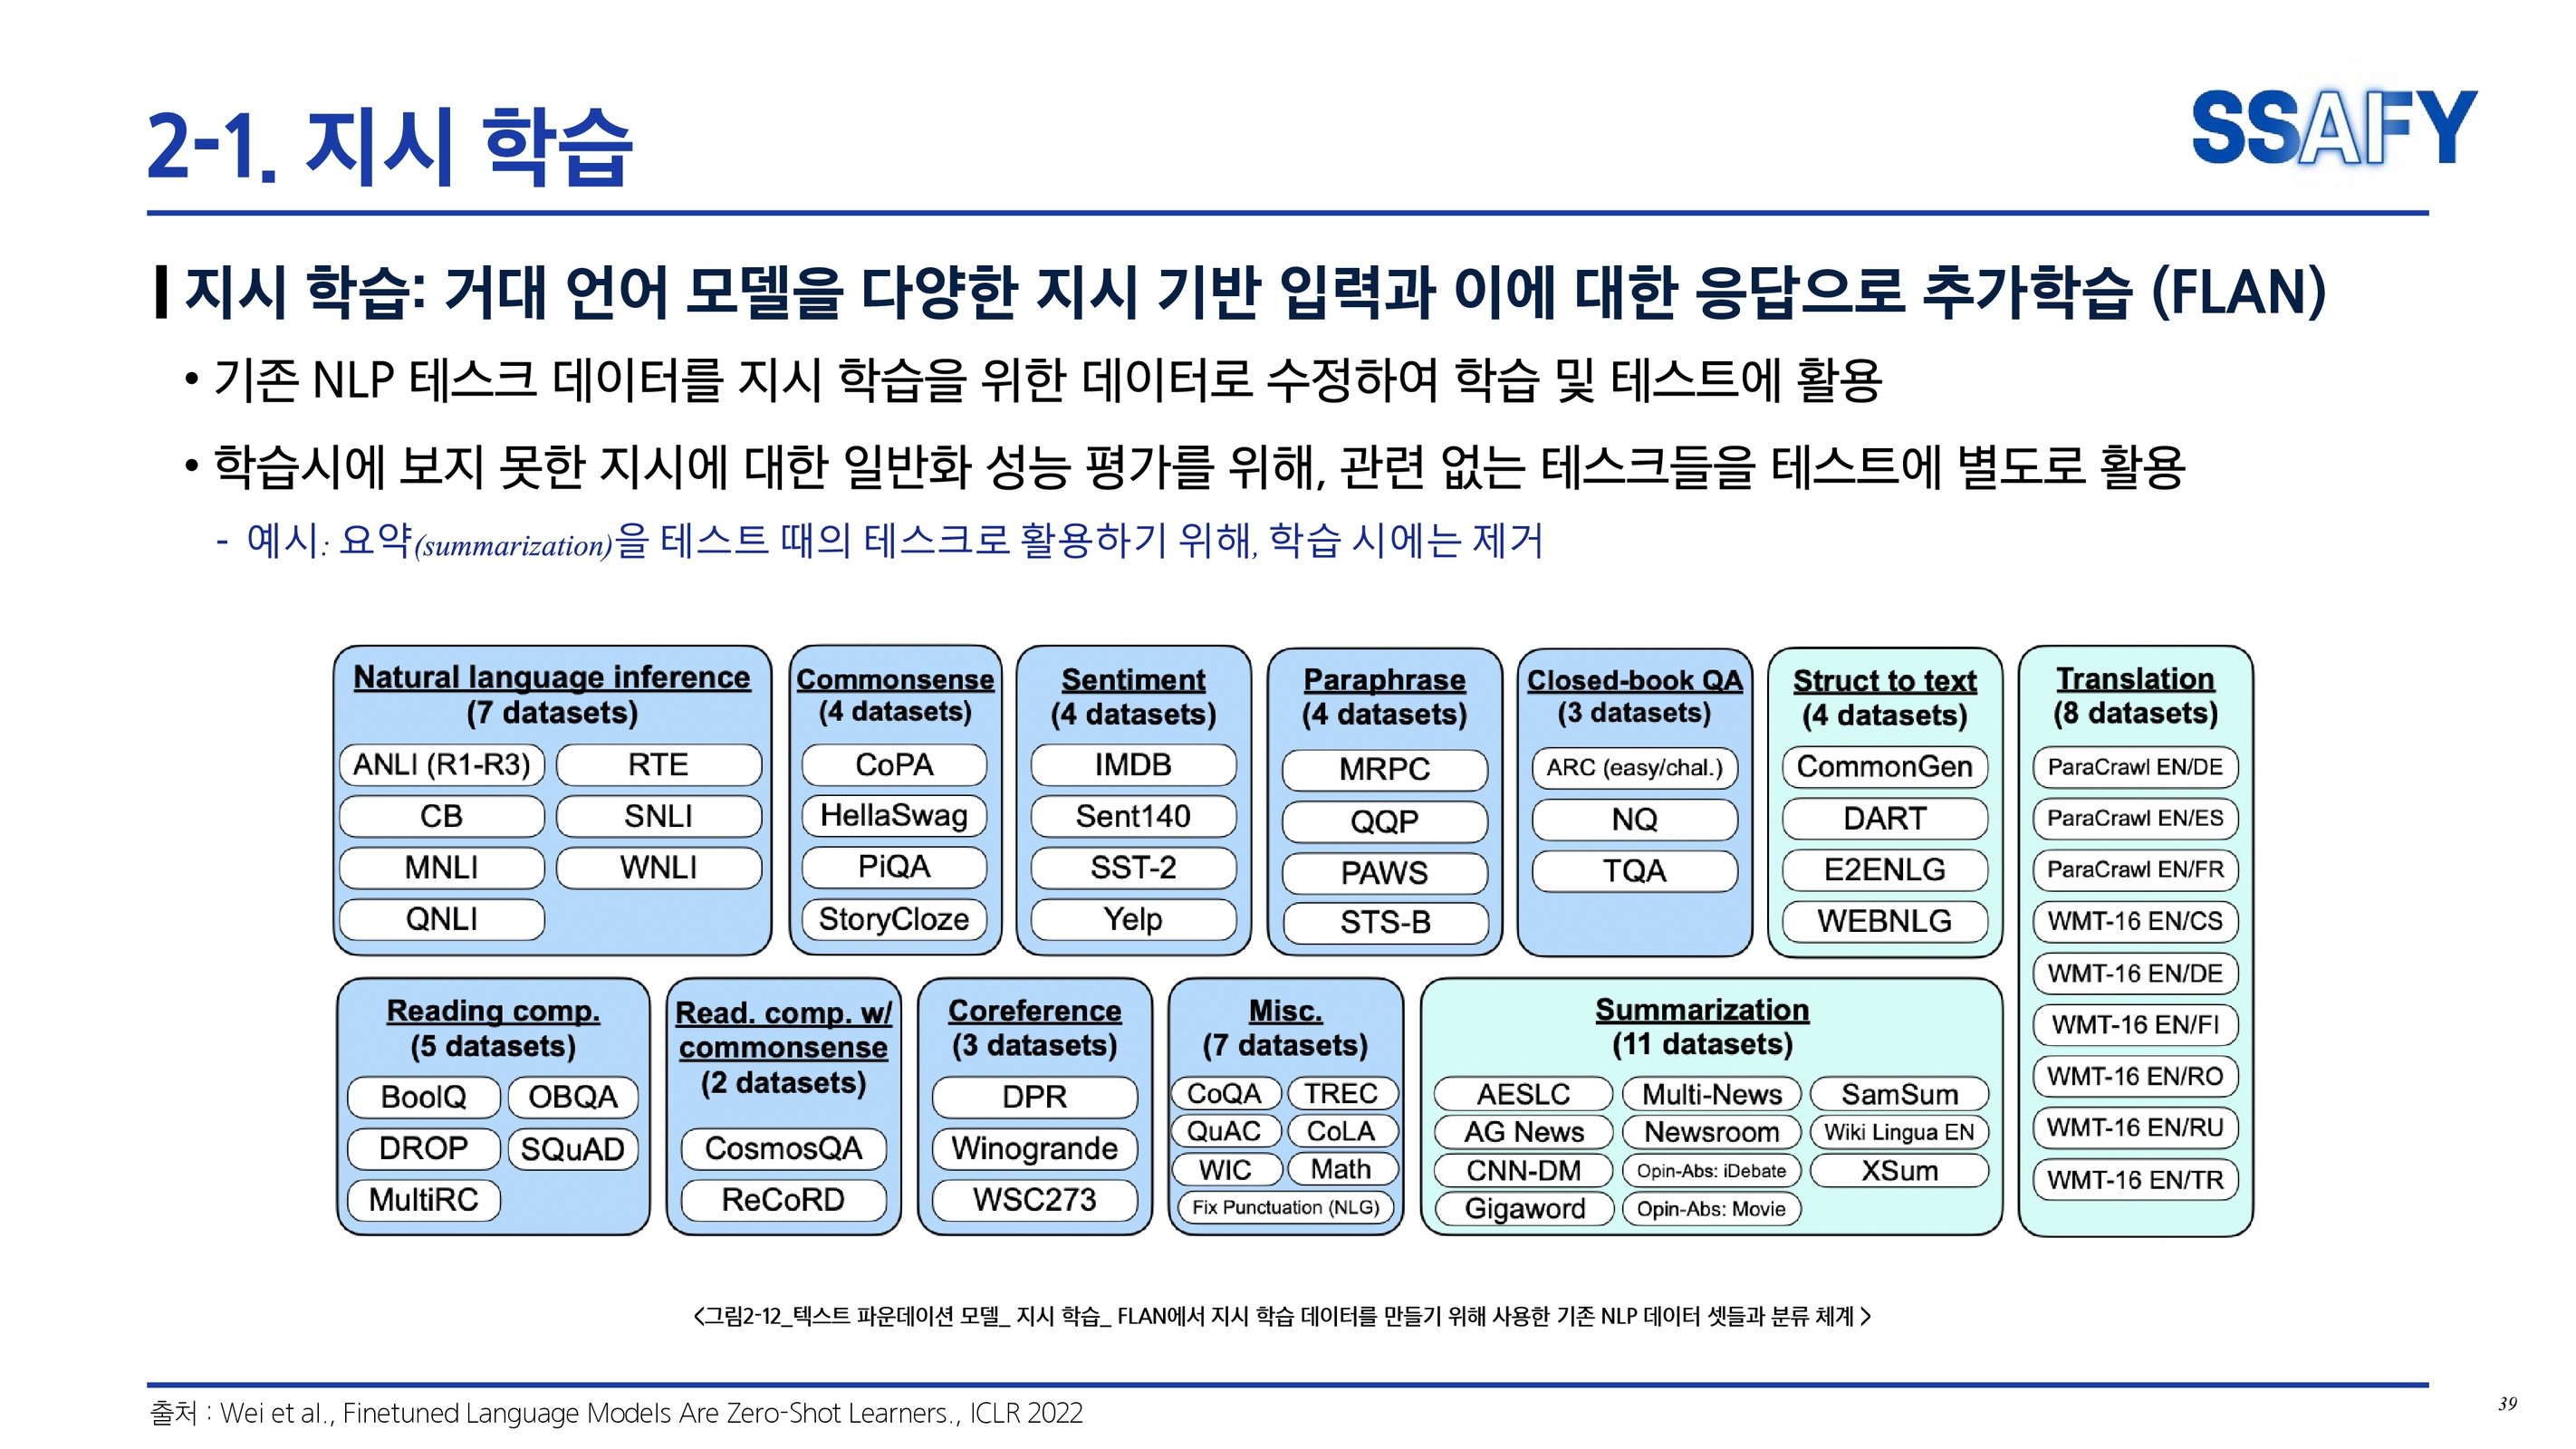 2-1. 지시 학습
SSAFY
지시 학습: 거대 언어 모델을 다양한 지시 기반 입력과 이에 대한 응답으로 추가학습 (FLAN)
• 기존 NLP 테스크 데이터를 지시 학습을 위한 데이터로 수정하여 학습 및 테스트에 활용
• 학습시에 보지 못한 지시에 대한 일반화 성능 평가를 위해, 관련 없는 테스크들을 테스트에 별도로 활용
- 예시: 요약(summarization)을 테스트 때의 테스크로 활용하기 위해, 학습 시에는 제거
Natural language inference
(7 datasets)
ANLI (R1-R3)
RTE
CB
SNLI
MNLI
WNLI
QNLI
Commonsense
(4 datasets)
CoPA
HellaSwag
PiQA
StoryCloze
Sentiment
(4 datasets)
IMDB
Sent140
SST-2
Yelp
Paraphrase
(4 datasets)
MRPC
QQP
PAWS
STS-B
Closed-book QA
(3 datasets)
ARC (easy/chal.)
NQ
TQA
Struct to text
(4 datasets)
CommonGen
DART
E2ENLG
WEBNLG
Translation
(8 datasets)
ParaCrawl EN/DE
ParaCrawl EN/ES
ParaCrawl EN/FR
WMT-16 EN/CS
WMT-16 EN/DE
WMT-16 EN/FI
WMT-16 EN/RO
WMT-16 EN/RU
WMT-16 EN/TR
Reading comp.
(5 datasets)
BoolQ
OBQA
DROP
SQuAD
MultiRC
Read. comp. w/
commonsense
(2 datasets)
CosmosQA
ReCoRD
Coreference
(3 datasets)
DPR
Winogrande
WSC273
Misc.
(7 datasets)
CoQA
TREC
QuAC
CoLA
WIC
Math
Fix Punctuation (NLG)
Summarization
(11 datasets)
AESLC
Multi-News
SamSum
AG News
Newsroom
Wiki Lingua EN
CNN-DM
Opin-Abs: iDebate
XSum
Gigaword
Opin-Abs: Movie
<그림2-12_텍스트 파운데이션 모델_ 지시 학습_ FLAN에서 지시 학습 데이터를 만들기 위해 사용한 기존 NLP 데이터 셋들과 분류 체계 >
출처 : Wei et al., Finetuned Language Models Are Zero-Shot Learners., ICLR 2022
39